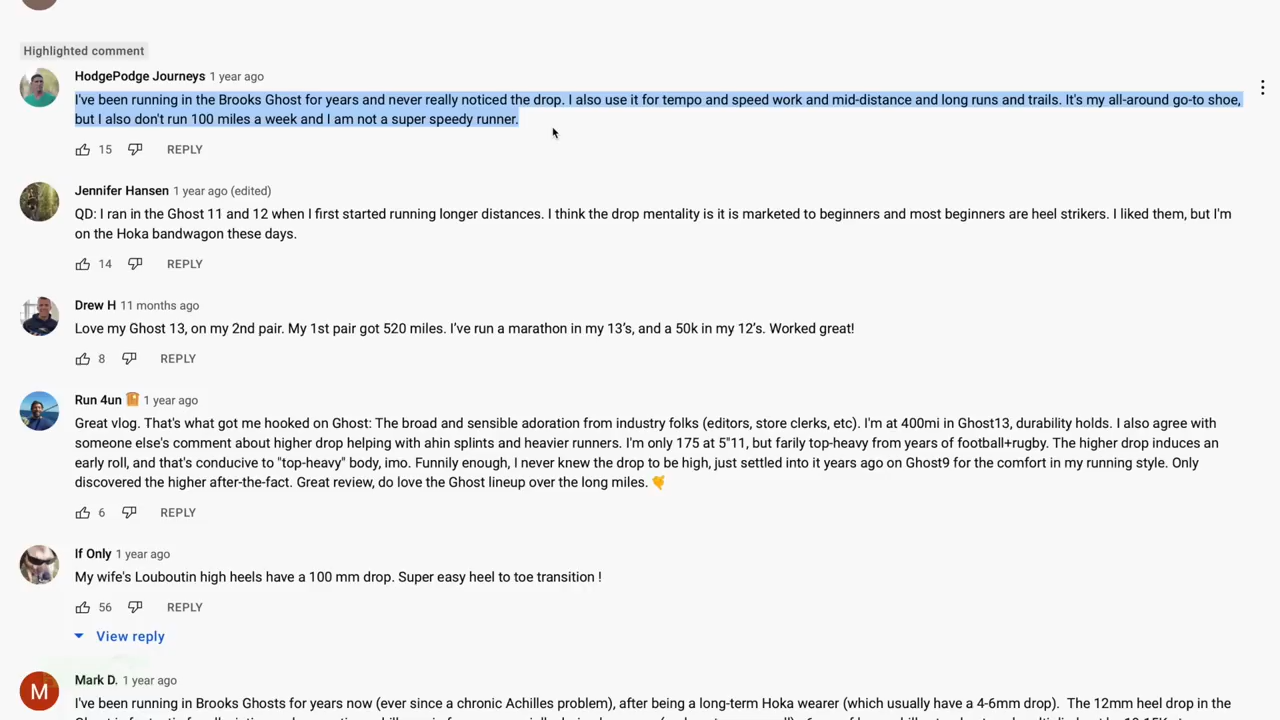 Highlighted comment
HodgePodge Journeys 1 year ago
I've been running in the Brooks Ghost for years and never really noticed the drop. I also use it for tempo and speed work and mid-distance and long runs and trails. It's my all-around go-to shoe,
but I also don't run 100 miles a week and I am not a super speedy runner.
15 REPLY
Jennifer Hansen 1 year ago (edited)
QD: I ran in the Ghost 11 and 12 when I first started running longer distances. I think the drop mentality is it is marketed to beginners and most beginners are heel strikers. I liked them, but I'm
on the Hoka bandwagon these days.
14 REPLY
Drew H 11 months ago
Love my Ghost 13, on my 2nd pair. My 1st pair got 520 miles. I've run a marathon in my 13's, and a 50k in my 12's. Worked great!
8 REPLY
Run 4un 1 year ago
Great vlog. That's what got me hooked on Ghost: The broad and sensible adoration from industry folks (editors, store clerks, etc). I'm at 400mi in Ghost13, durability holds. I also agree with
someone else's comment about higher drop helping with ahin splints and heavier runners. I'm only 175 at 5"11, but farily top-heavy from years of football+rugby. The higher drop induces an
early roll, and that's conducive to "top-heavy" body, imo. Funnily enough, I never knew the drop to be high, just settled into it years ago on Ghost9 for the comfort in my running style. Only
discovered the higher after-the-fact. Great review, do love the Ghost lineup over the long miles.
6 REPLY
If Only 1 year ago
My wife's Louboutin high heels have a 100 mm drop. Super easy heel to toe transition !
56 REPLY
View reply
M
Mark D. 1 year ago
I've been running in Brooks Ghosts for years now (ever since a chronic Achilles problem), after being a long-term Hoka wearer (which usually have a 4-6mm drop). The 12mm heel drop in the